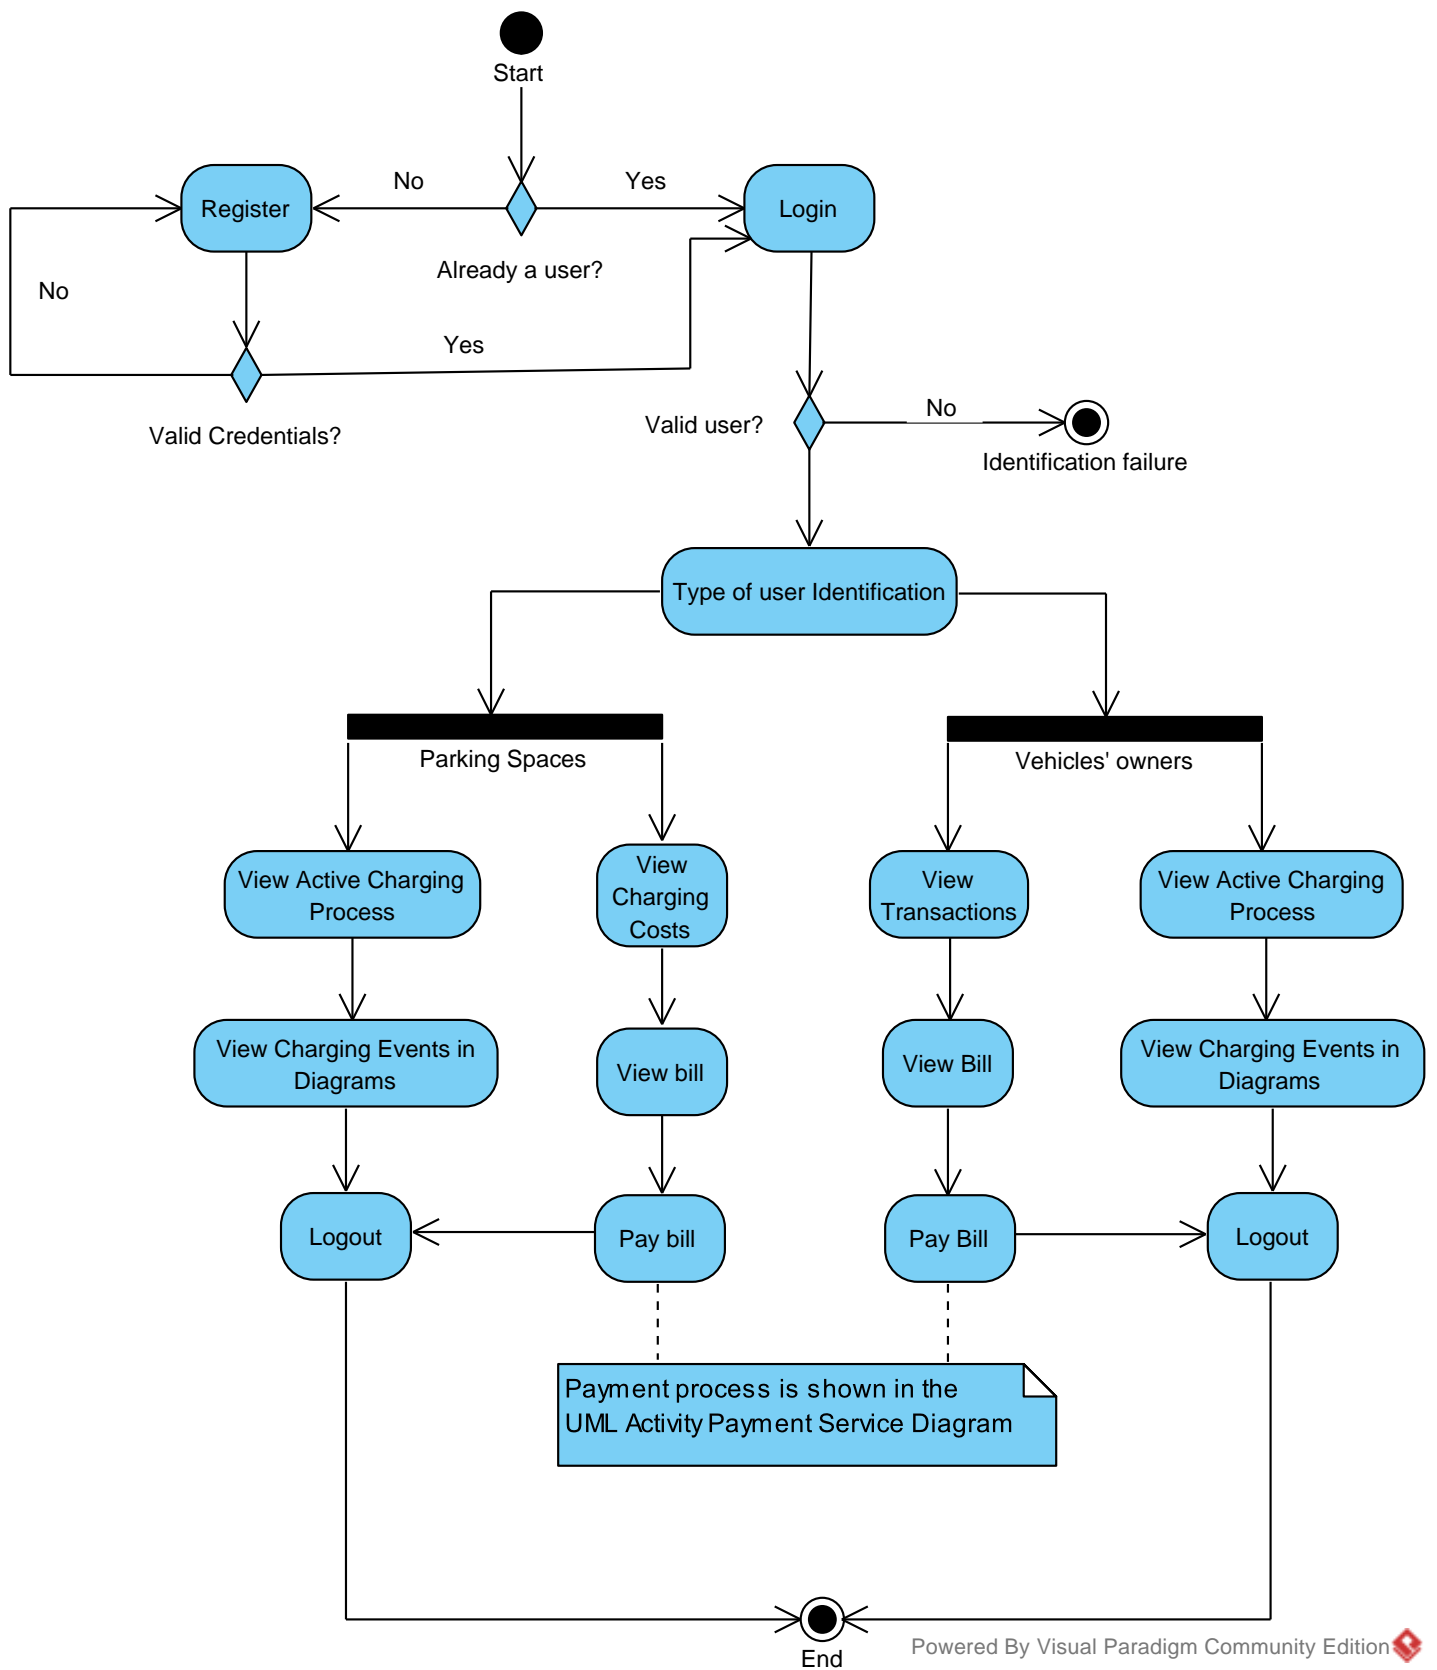 Start
No
Yes
Register
Login
Already a user?
No
Yes
Valid Credentials?
Valid user?
No
Identification failure
Type of user Identification
Parking Spaces
Vehicles' owners
View Active Charging
Process
View
Charging
Costs
View
Transactions
View Active Charging
Process
View Charging Events in
Diagrams
View bill
View Bill
View Charging Events in
Diagrams
Logout
Pay bill
Pay Bill
Logout
Payment process is shown in the
UML Activity Payment Service Diagram
End
Powered By Visual Paradigm Community Edition